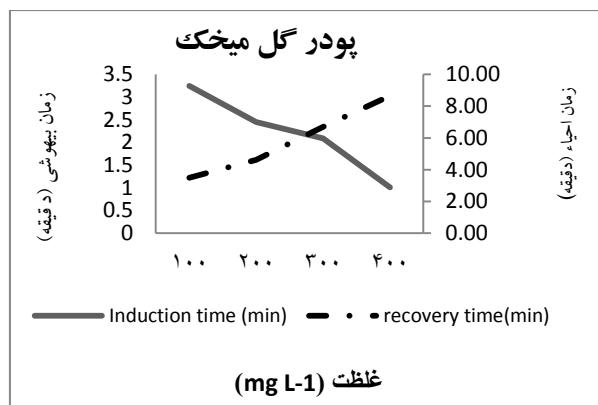 پودر گل میخک
زمان بیهوشی (دقیقه)
3.5
3
2.5
2
1.5
1
0.5
0
10.00
8.00
6.00
4.00
2.00
0.00
زمان احیاء (دقیقه)
۱۰۰ ۲۰۰ ۳۰۰ ۴۰۰
Induction time (min) recovery time(min)
غلظت (mg L-1)